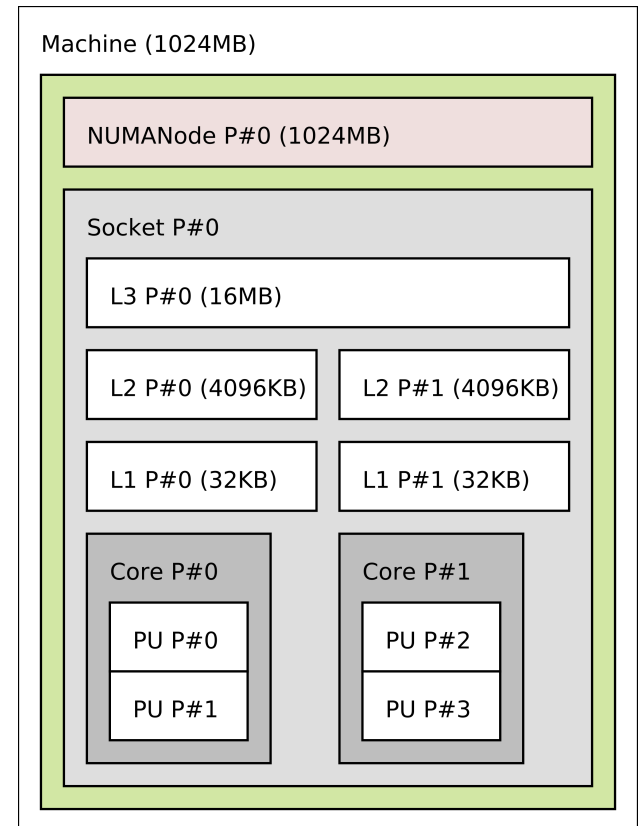 Machine (1024MB)
NUMANode P#0 (1024MB)
Socket P#0
L3 P#0 (16MB)
L2 P#0 (4096KB)
L2 P#1 (4096KB)
L1 P#0 (32KB)
L1 P#1 (32KB)
Core P#0
PU P#0
PU P#1
Core P#1
PU P#2
PU P#3